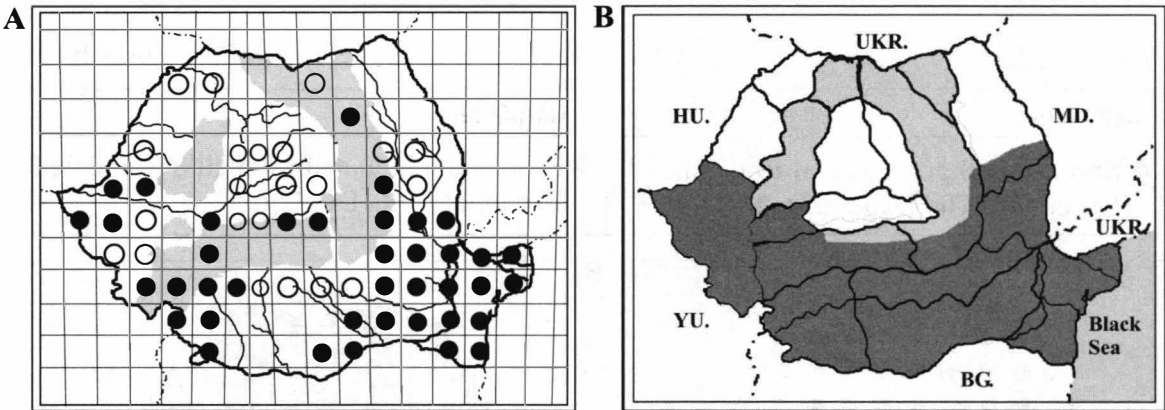 A
B
UKR.
HU.
MD.
UKR.
YU.
Black
Sea
BG.